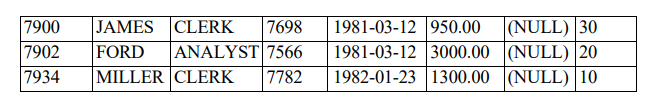 7900 JAMES CLERK 7698 1981-03-12 950.00 (NULL) 30
7902 FORD ANALYST 7566 1981-03-12 3000.00 (NULL) 20
7934 MILLER CLERK 7782 1982-01-23 1300.00 (NULL) 10